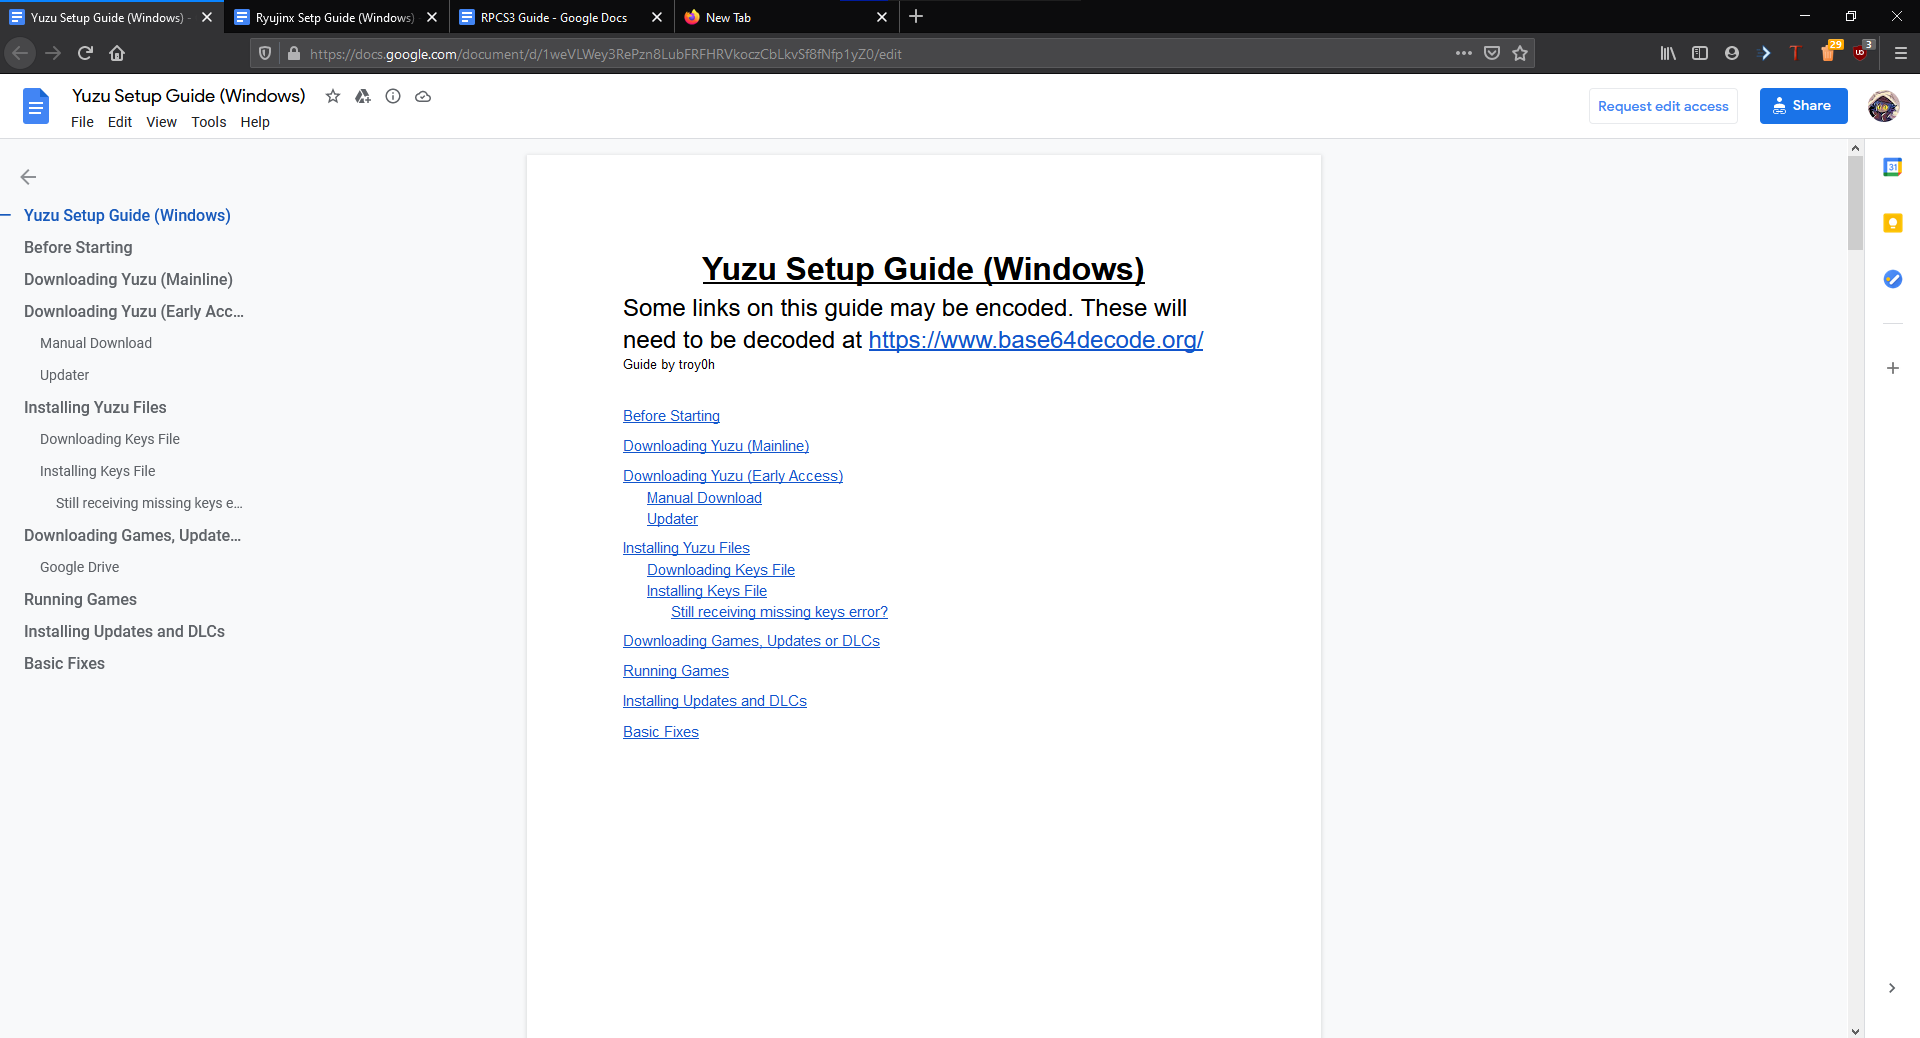 Yuzu Setup Guide (Windows) -
Ryujinx Setp Guide (Windows)
RPCS3 Guide - Google Docs
New Tab
https://docs.google.com/document/d/1weVLWey3RePzn8LubFRFHRVkoczCbLkvSf8fNfp1yZ0/edit
29
3
Yuzu Setup Guide (Windows)
File Edit View Tools Help
Request edit access
Share
31
Yuzu Setup Guide (Windows)
Before Starting
Downloading Yuzu (Mainline)
Downloading Yuzu (Early Acc...
Manual Download
Updater
Installing Yuzu Files
Downloading Keys File
Installing Keys File
Still receiving missing keys e...
Downloading Games, Update...
Google Drive
Running Games
Installing Updates and DLCs
Basic Fixes
Yuzu Setup Guide (Windows)
Some links on this guide may be encoded. These will
need to be decoded at https://www.base64decode.org/
Guide by troy0h
Before Starting
Downloading Yuzu (Mainline)
Downloading Yuzu (Early Access)
Manual Download
Updater
Installing Yuzu Files
Downloading Keys File
Installing Keys File
Still receiving missing keys error?
Downloading Games, Updates or DLCs
Running Games
Installing Updates and DLCs
Basic Fixes